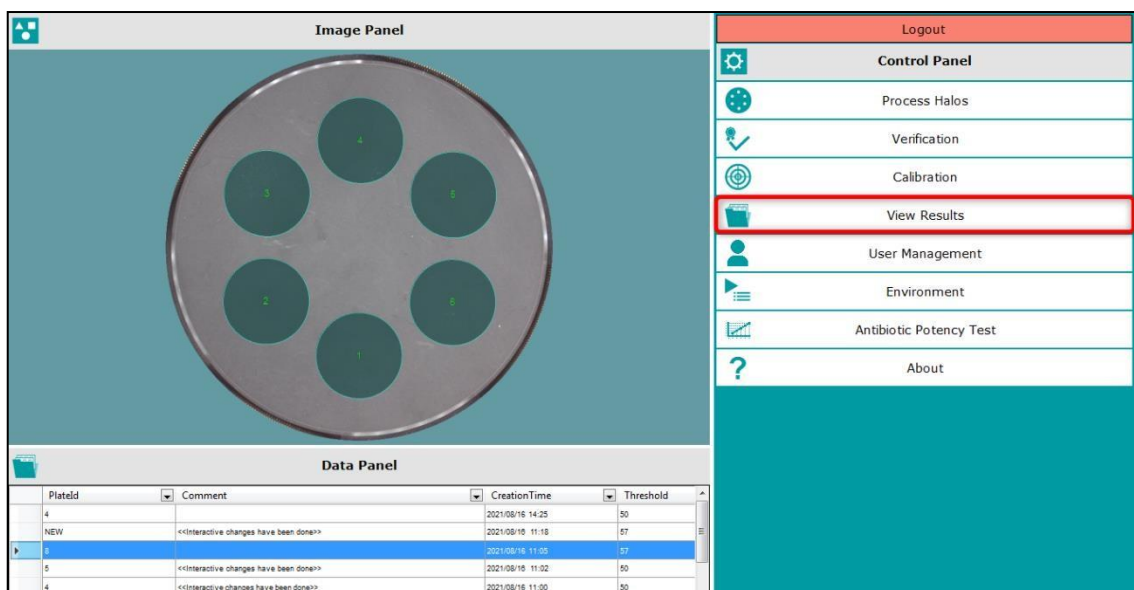 Image Panel
4
3
5
2
6
1
Data Panel
PlateId Comment CreationTime Threshold
4 2021/08/16 14:25 50
NEW <<Interactive changes have been done>> 2021/08/16 11:18 57
8 2021/08/16 11:05 57
5 <<Interactive changes have been done>> 2021/08/16 11:02 50
4 <<Interactive changes have been done>> 2021/08/16 11:00 50
Logout
Control Panel
Process Halos
Verification
Calibration
View Results
User Management
Environment
Antibiotic Potency Test
? About